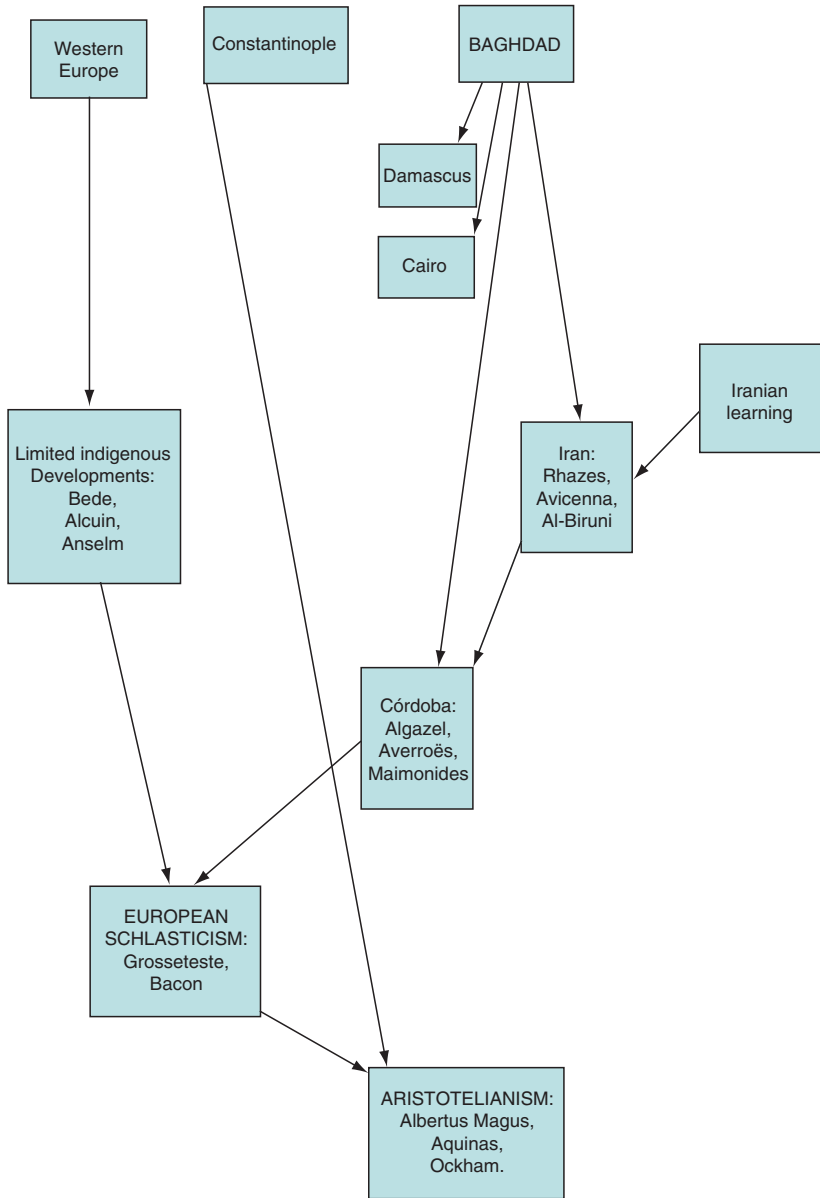 Western
Europe
Constantinople
BAGHDAD
Damascus
Cairo
Iranian
learning
Limited indigenous
Developments:
Bede,
Alcuin,
Anselm
Iran:
Rhazes,
Avicenna,
Al-Biruni
Córdoba:
Algazel,
Averroës,
Maimonides
EUROPEAN
SCHLASTICISM:
Grosseteste,
Bacon
ARISTOTELIANISM:
Albertus Magus,
Aquinas,
Ockham.